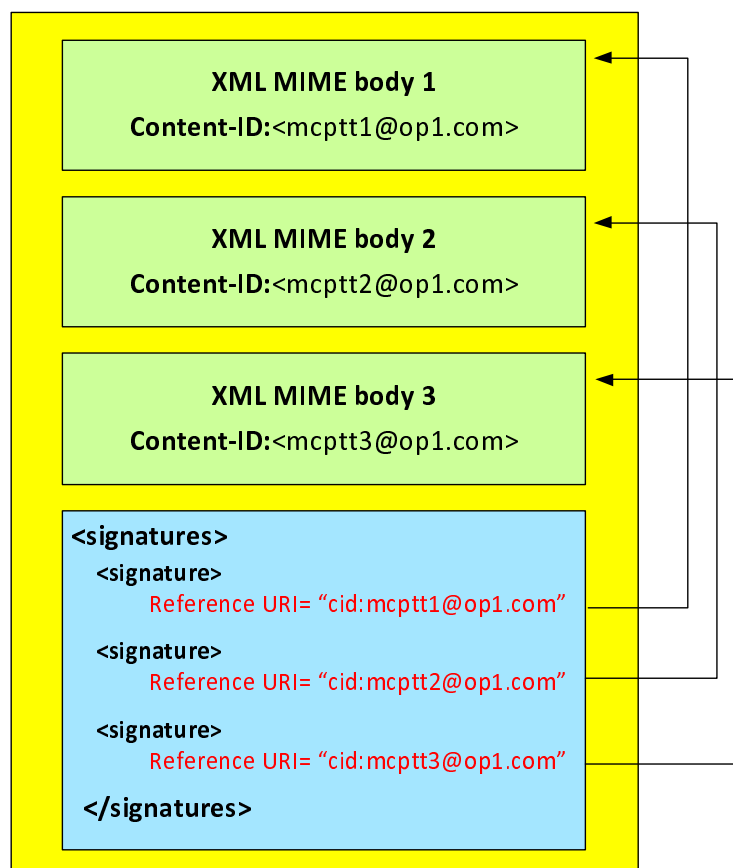 XML MIME body 1
Content-ID:<mcptt1@op1.com>
XML MIME body 2
Content-ID:<mcptt2@op1.com>
XML MIME body 3
Content-ID:<mcptt3@op1.com>
<signatures>
<signature>
Reference URI= “cid:mcptt1@op1.com”
<signature>
Reference URI= “cid:mcptt2@op1.com”
<signature>
Reference URI= “cid:mcptt3@op1.com”
</signatures>